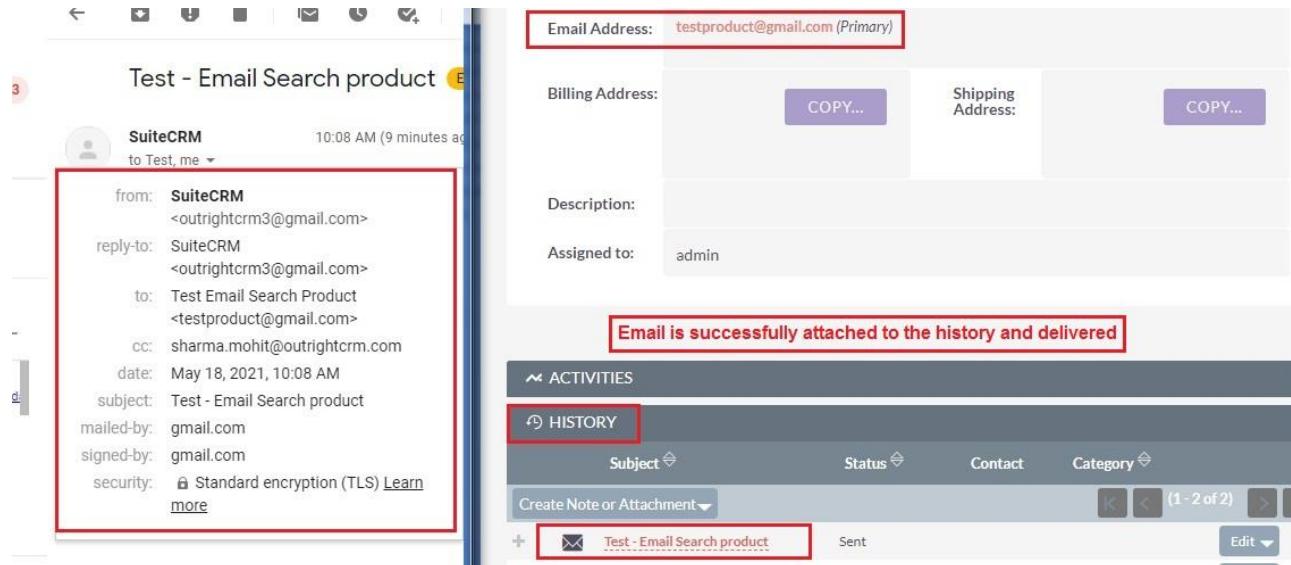 3
Test - Email Search product
SuiteCRM 10:08 AM (9 minutes
to Test, me
from: SuiteCRM
<outrightcrm3@gmail.com>
reply-to: SuiteCRM
<outrightcrm3@gmail.com>
to: Test Email Search Product
<testproduct@gmail.com>
cc: sharma.mohit@outrightcrm.com
date: May 18, 2021, 10:08 AM
subject: Test - Email Search product
mailed-by: gmail.com
signed-by: gmail.com
security: Standard encryption (TLS) Learn
more
Email Address: testproduct@gmail.com (Primary)
Billing Address: COPY... Shipping Address: COPY...
Description:
Assigned to: admin
Email is successfully attached to the history and delivered
ACTIVITIES
HISTORY
Subject Status Contact Category
Create Note or Attachment (1 - 2 of 2)
Test - Email Search product Sent Edit